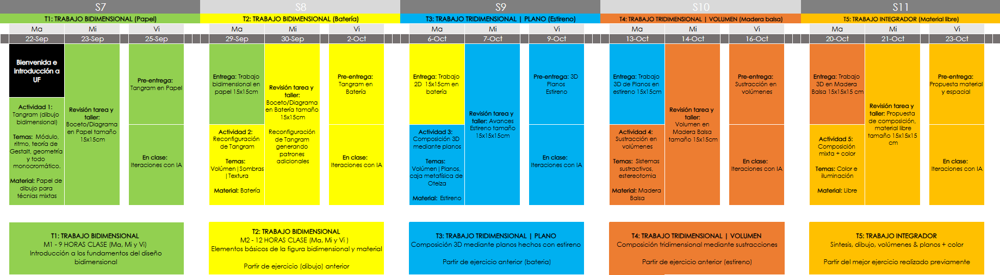 S7
S8
S9
S10
S11
T1: TRABAJO BIDIMENSIONAL (Papel)
T2: TRABAJO BIDIMENSIONAL (Batería)
T3: TRABAJO TRIDIMENSIONAL | PLANO (Estireno)
T4: TRABAJO TRIDIMENSIONAL | VOLUMEN (Madera balsa)
T5: TRABAJO INTEGRADOR (Material libre)
Ma Mi Vi
Ma Mi Vi
Ma Mi Vi
Ma Mi Vi
Ma Mi Vi
22-Sep 23-Sep 25-Sep
29-Sep 30-Sep 2-Oct
6-Oct 7-Oct 9-Oct
13-Oct 14-Oct 16-Oct
20-Oct 21-Oct 23-Oct
Bienvenida e
introducción a
UF
Actividad 1:
Tangram (dibujo
bidimensional)
Temas: Módulo,
ritmo, teoría de
Gestalt, geometría
y todo
monocromático.
Material: Papel de
dibujo para
técnias mixtas
Revisión tarea y
taller:
Boceto/Diagrama
en Papel tamaño
15x15cm
Pre-entrega:
Tangram en Papel
En clase:
Iteraciones con IA
Entrega: Trabajo
bidimensional en
papel 15x15cm
Actividad 2:
Reconfiguración
de Tangram
Temas:
Volúmen|Sombras
|Textura
Material: Batería
Revisión tarea y
taller:
Boceto/Diagrama
en Batería tamaño
15x15cm
Reconfiguración
de Tangram
generando
patrones
adicionales
Pre-entrega:
Tangram en
Batería
En clase:
Iteraciones con IA
Entrega: Trabajo
2D 15x15cm en
batería
Actividad 3:
Composición 3D
mediante planos
Temas:
Volúmen|Planos,
caja metafísica de
Oteiza
Material: Estireno
Revisión tarea y
taller: Avances
Estireno tamaño
15x15x15cm
Pre-entrega: 3D
Planos
Estireno
En clase:
Iteraciones con IA
Entrega: Trabajo
3D de Planos en
estireno 15x15cm
Actividad 4:
Sustracción en
volúmenes
Temas: Sistemas
sustractivos,
estereotomia
Material: Madera
Balsa
Revisión tarea y
taller:
Volumen en
Madera Balsa
tamaño 15x15cm
Pre-entrega:
Sustracción en
volúmenes
En clase:
Iteraciones con IA
Entrega: Trabajo
3D en Madera
Balsa 15x15x15 cm
Actividad 5:
Composición
mixta + color
Temas: Color e
iluminación
Material: Libre
Revisión tarea y
taller: Propuesta
de composición,
material libre
tamaño 15x15x15
cm
Pre-entrega:
Propuesta material
y espacial
En clase:
Iteraciones con IA
T1: TRABAJO BIDIMENSIONAL
M1 - 9 HORAS CLASE (Ma, Mi y Vi)
Introducción a los fundamentos del diseño
bidimensional
T2: TRABAJO BIDIMENSIONAL
M2 - 12 HORAS CLASE (Ma, Mi y Vi )
Elementos básicos de la figura bidimensional y material
Partir de ejercicio (dibujo) anterior
T3: TRABAJO TRIDIMENSIONAL | PLANO
Composición 3D mediante planos hechos con estireno
Partir de ejercicio anterior (bateria)
T4: TRABAJO TRIDIMENSIONAL | VOLUMEN
Composición tridimensional mediante sustracciones
Partir de ejercicio anterior (estireno)
T5: TRABAJO INTEGRADOR
Sintesis, dibujo, volúmenes & planos + color
Partir del mejor ejercicio realizado previamente